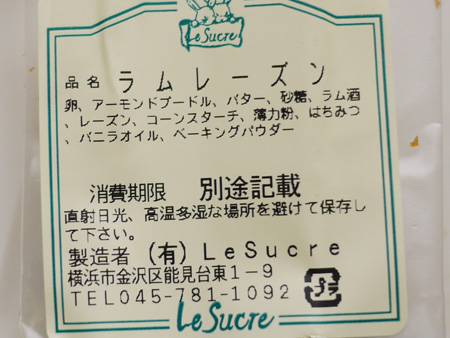 Le Sucre
品名 ラムレーズン
卵、アーモンドプードル、バター、砂糖、ラム酒
、レーズン、コーンスターチ、薄力粉、はちみつ
、バニラオイル、ベーキングパウダー
消費期限 別途記載
直射日光、高温多湿な場所を避けて保存し
て下さい。
製造者 (有)LeSucre
横浜市金沢区能見台東1-9
TEL045-781-1092 プラ
Le Sucre